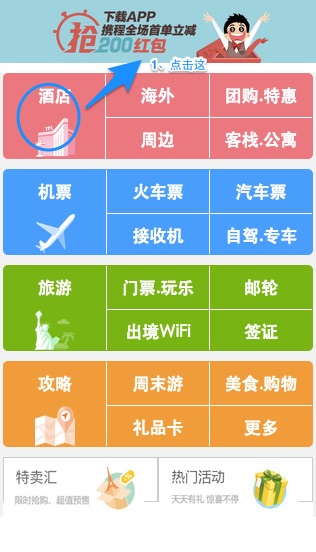 下载APP
抢 携程全场首单立减
200红包
1、点击这
酒店 海外 团购.特惠
周边 客栈.公寓
机票 火车票 汽车票
接收机 自驾.专车
旅游 门票.玩乐 邮轮
出境WiFi 签证
攻略 周末游 美食.购物
礼品卡 更多
特卖汇 热门活动
限时抢购、超值预售 天天有礼 惊喜不停